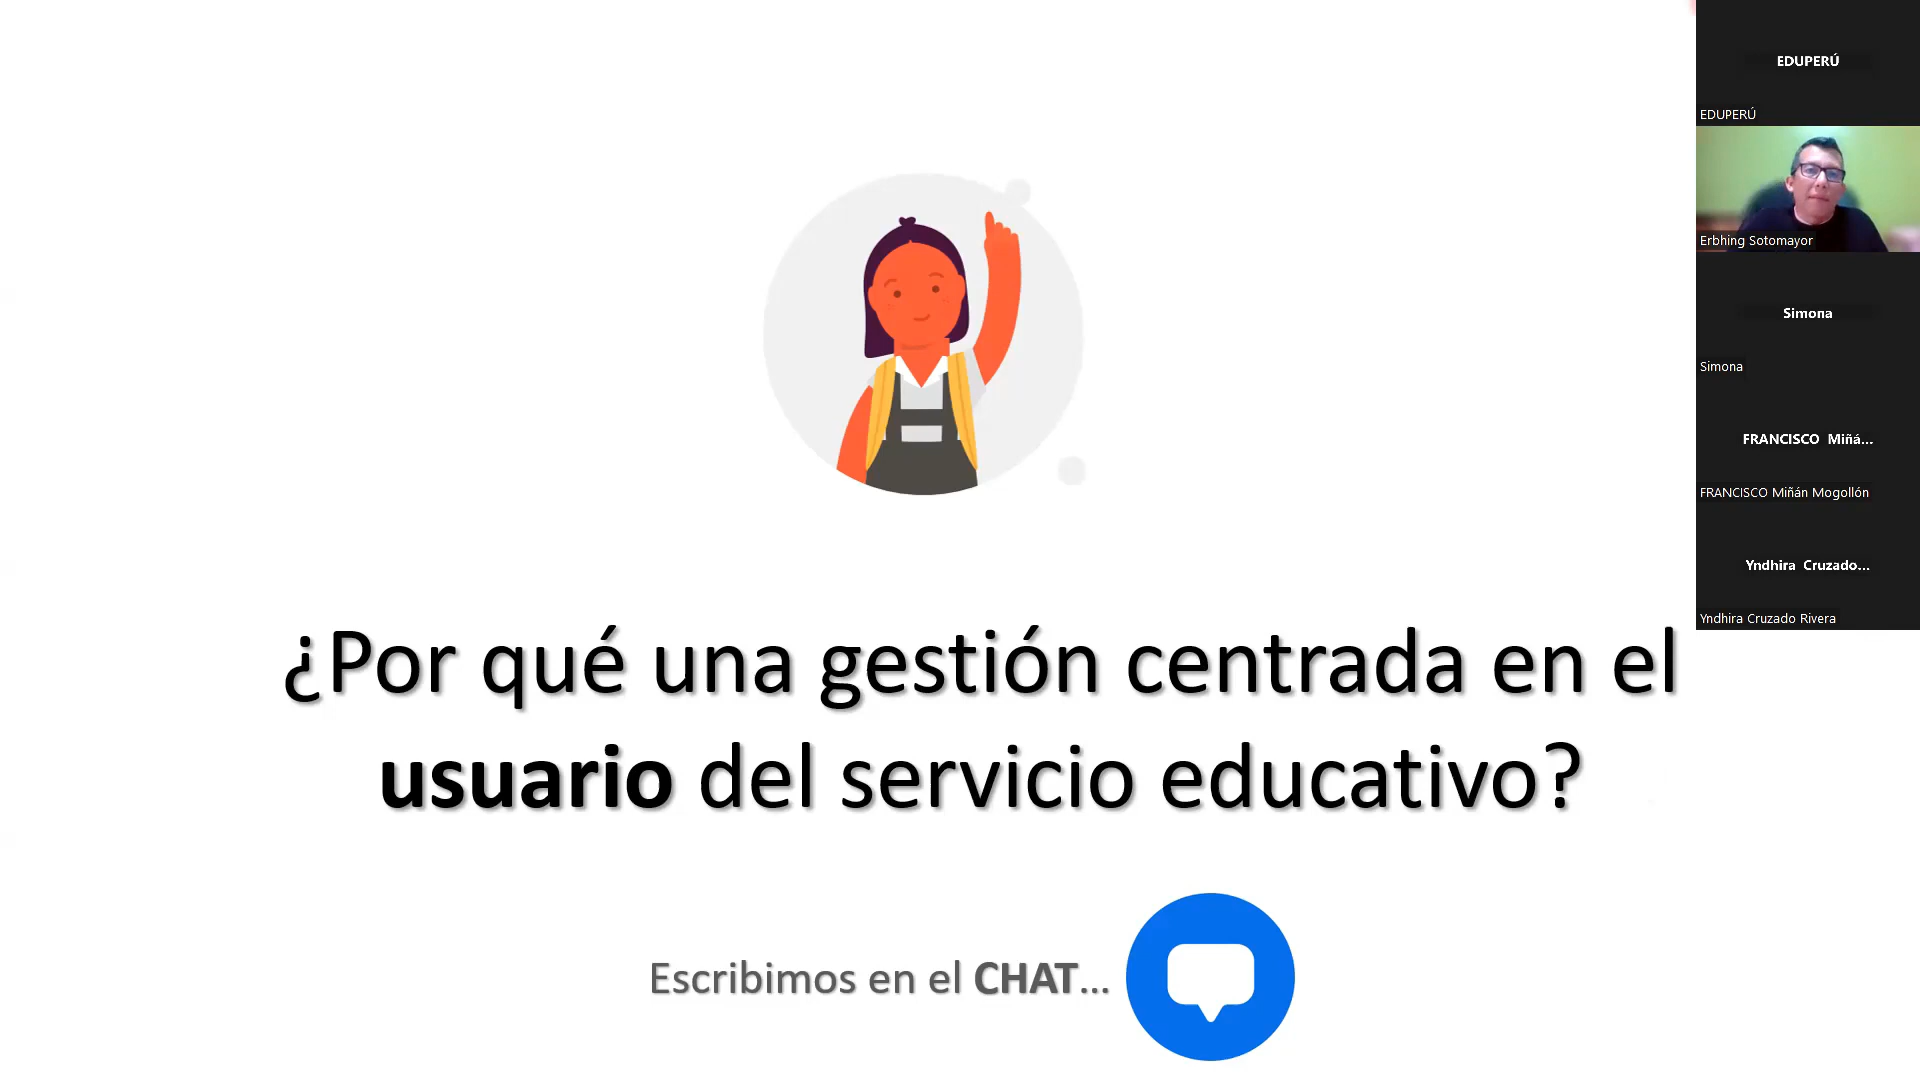 ¿Por qué una gestión centrada en el
usuario del servicio educativo?
Escribimos en el CHAT...
EDUPERÚ
EDUPERÚ
Erbhing Sotomayor
Simona
Simona
FRANCISCO Miñá...
FRANCISCO Miñán Mogollón
Yndhira Cruzado...
Yndhira Cruzado Rivera